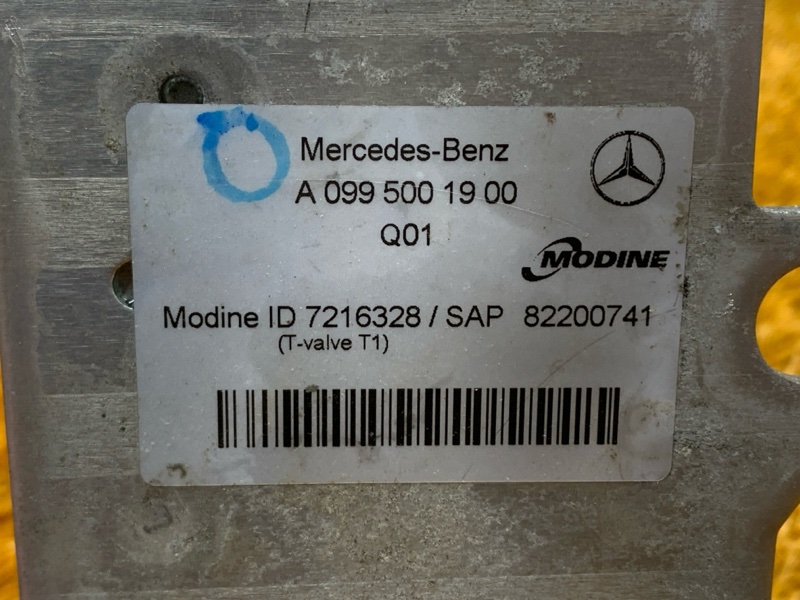 Mercedes-Benz
A 099 500 19 00
Q01
MODINE
Modine ID 7216328 / SAP 82200741
(T-valve T1)